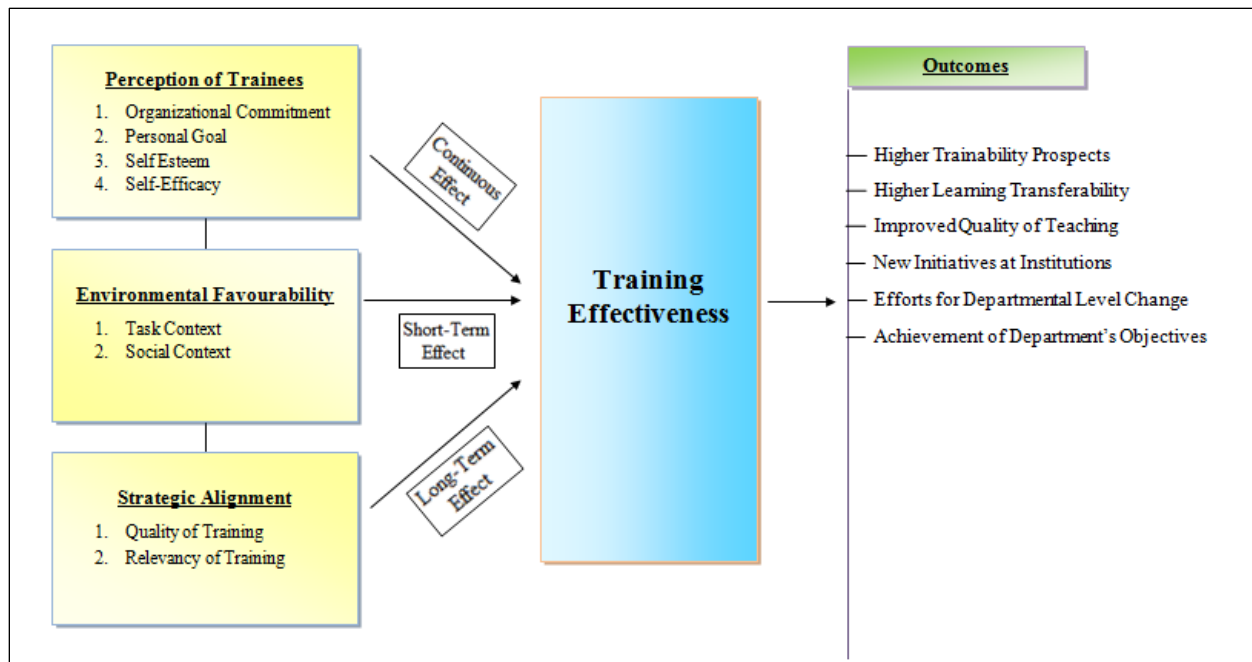 Perception of Trainees
1. Organizational Commitment
2. Personal Goal
3. Self Esteem
4. Self-Efficacy
Environmental Favourability
1. Task Context
2. Social Context
Strategic Alignment
1. Quality of Training
2. Relevancy of Training
Continuous
Effect
Short-Term
Effect
Long-Term
Effect
Training
Effectiveness
Outcomes
Higher Trainability Prospects
Higher Learning Transferability
Improved Quality of Teaching
New Initiatives at Institutions
Efforts for Departmental Level Change
Achievement of Department's Objectives